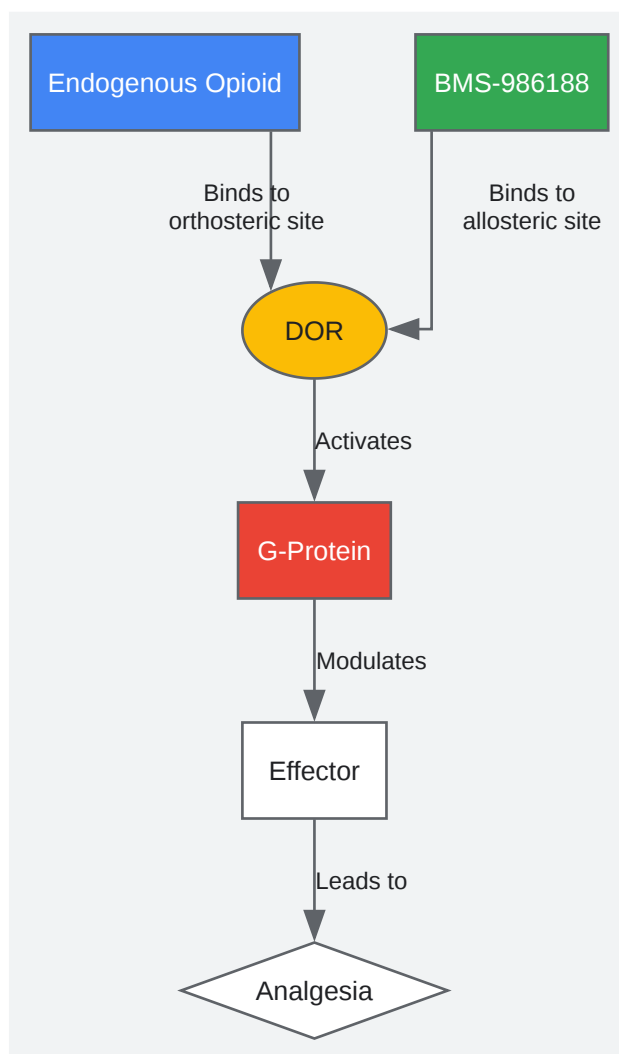 Endogenous Opioid
BMS-986188
Binds to
orthosteric site
Binds to
allosteric site
DOR
Activates
G-Protein
Modulates
Effector
Leads to
Analgesia